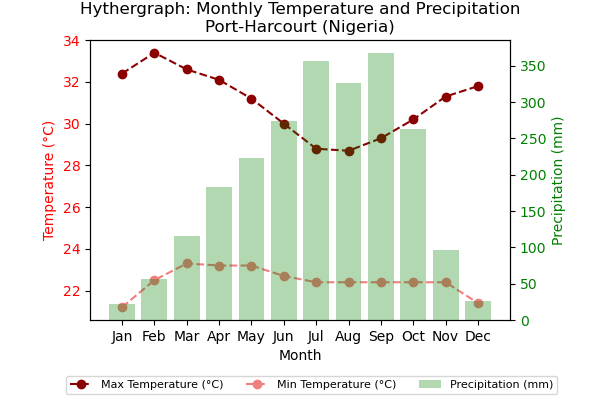 Hythergraph: Monthly Temperature and Precipitation
Port-Harcourt (Nigeria)
34
32
30
28
26
24
22
Temperature (°C)
350
300
250
200
150
100
50
0
Precipitation (mm)
Jan Feb Mar Apr May Jun Jul Aug Sep Oct Nov Dec
Month
Max Temperature (°C) Min Temperature (°C) Precipitation (mm)